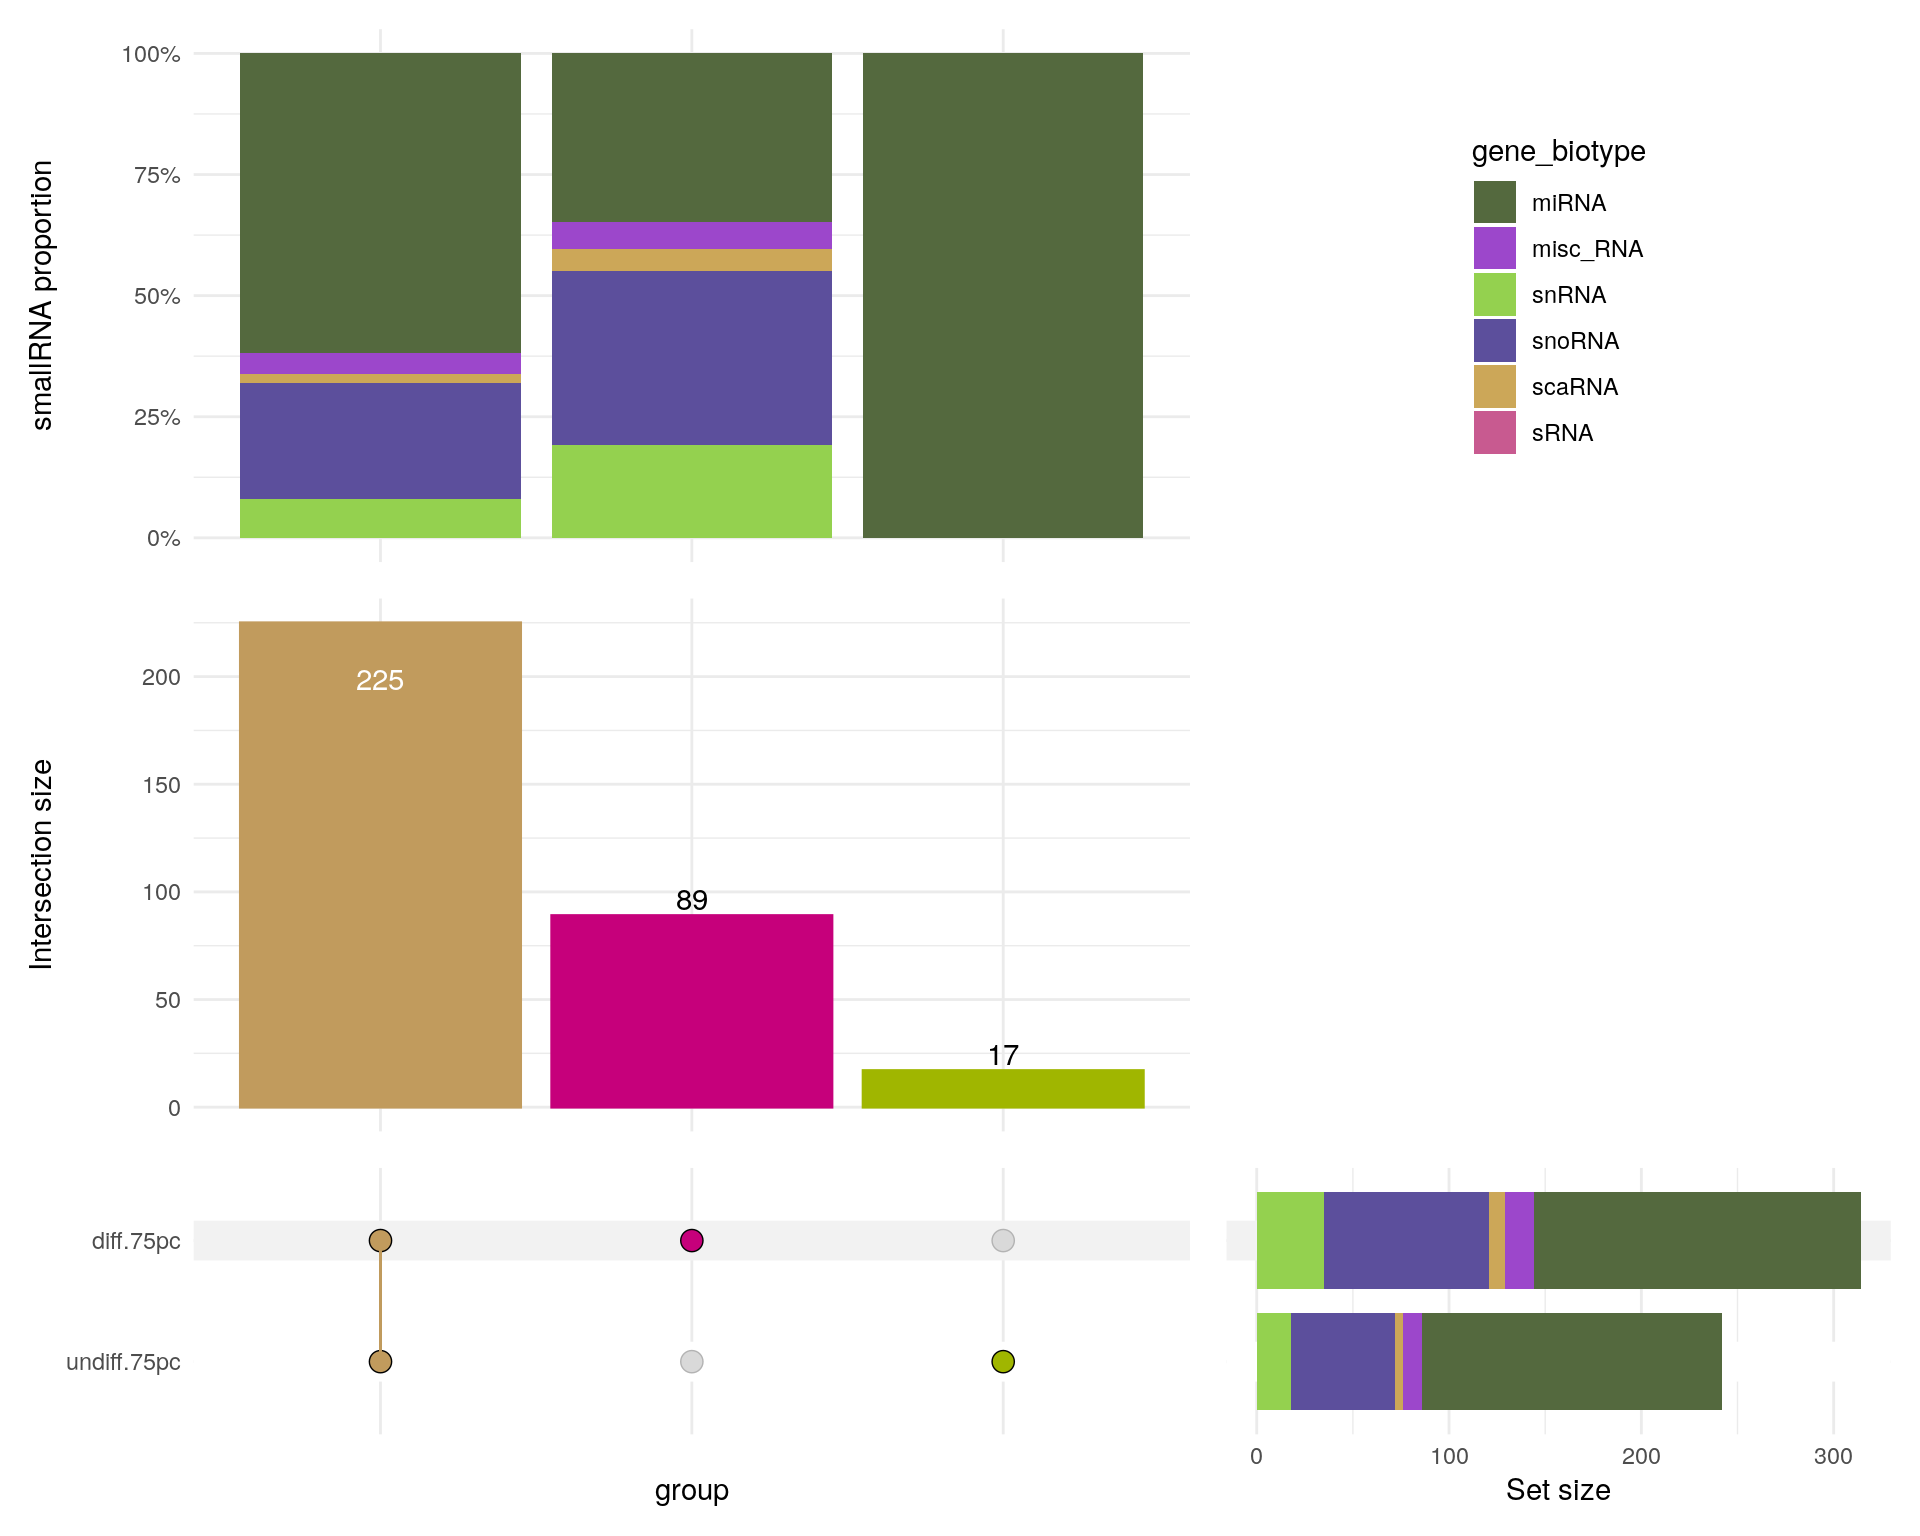 100%
75%
50%
25%
0%
smallRNA proportion
gene_biotype
miRNA
misc_RNA
snRNA
snoRNA
scaRNA
sRNA
200
150
100
50
0
Intersection size
225
89
17
diff.75pc
undiff.75pc
group
0 100 200 300
Set size